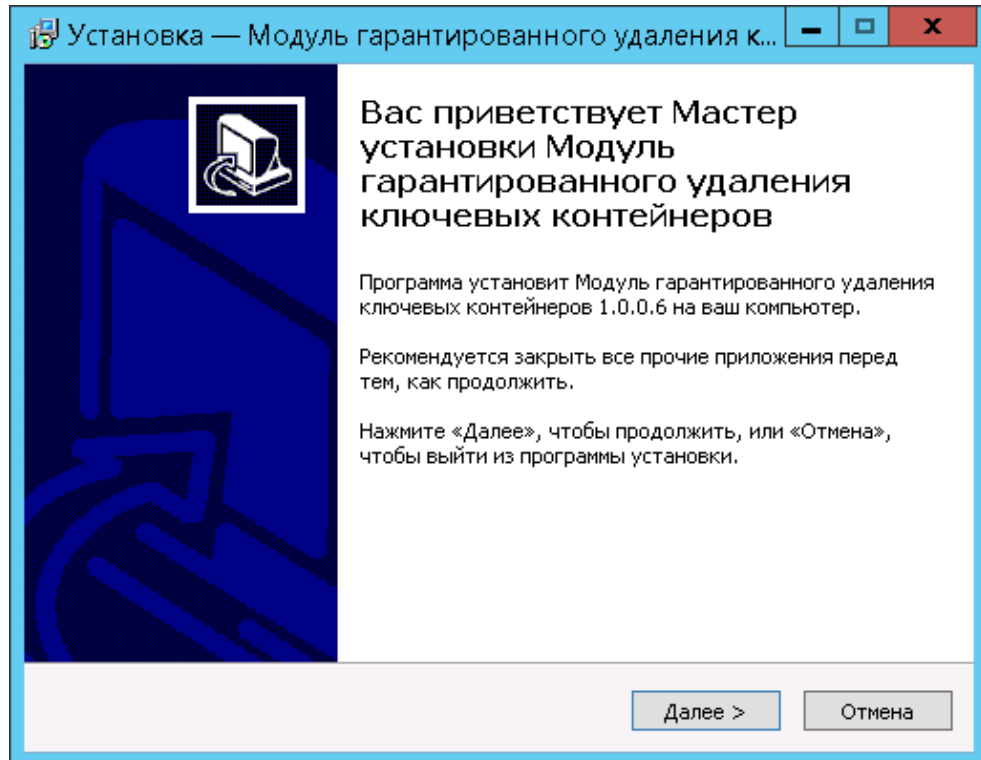 Установка — Модуль гарантированного удаления к...
Вас приветствует Мастер
установки Модуль
гарантированного удаления
ключевых контейнеров
Программа установит Модуль гарантированного удаления
ключевых контейнеров 1.0.0.6 на ваш компьютер.
Рекомендуется закрыть все прочие приложения перед
тем, как продолжить.
Нажмите «Далее», чтобы продолжить, или «Отмена»,
чтобы выйти из программы установки.
Далее >
Отмена